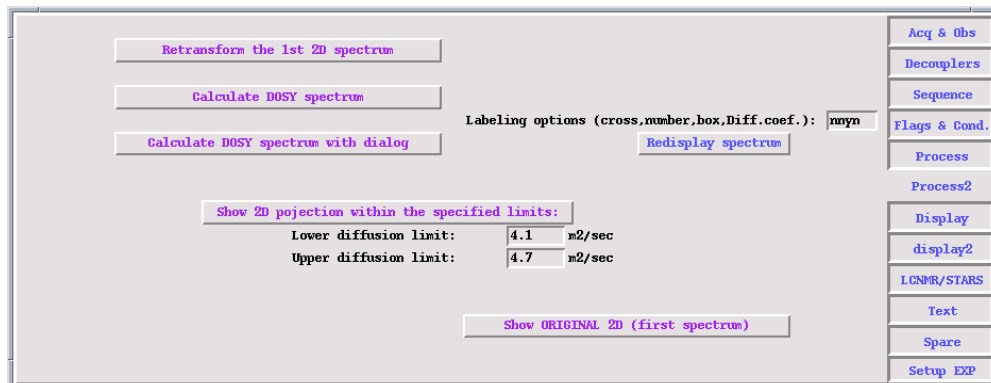 Retransform the 1st 2D spectrum
Calculate DOSY spectrum
Labeling options (cross,number,box,Diff.coef.): nnyn
Calculate DOSY spectrum with dialog
Redisplay spectrum
Show 2D pojection within the specified limits:
Lower diffusion limit: 4.1 m2/sec
Upper diffusion limit: 4.7 m2/sec
Show ORIGINAL 2D (first spectrum)
Acq & Obs
Decouplers
Sequence
Flags & Cond.
Process
Process2
Display
display2
LCNMR/STARS
Text
Spare
Setup EXP